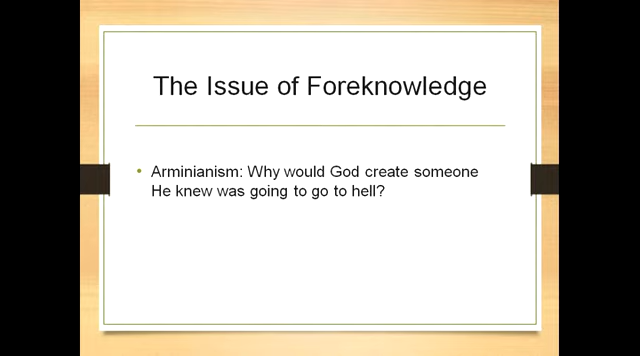 The Issue of Foreknowledge
• Arminianism: Why would God create someone
He knew was going to go to hell?